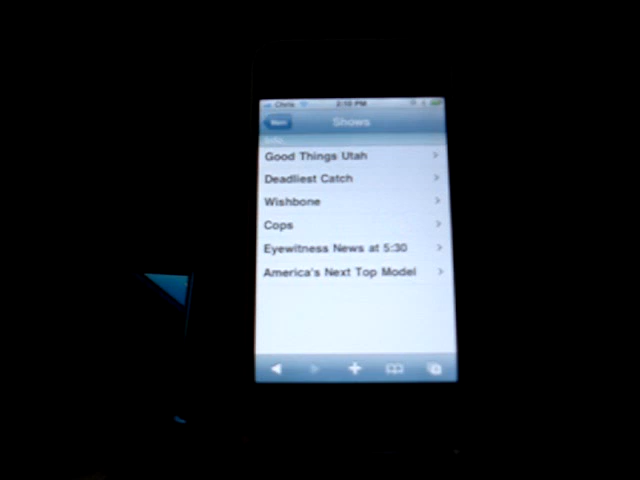 Chris 2:10 PM
Shows
Info
Good Things Utah
Deadliest Catch
Wishbone
Cops
Eyewitness News at 5:30
America's Next Top Model